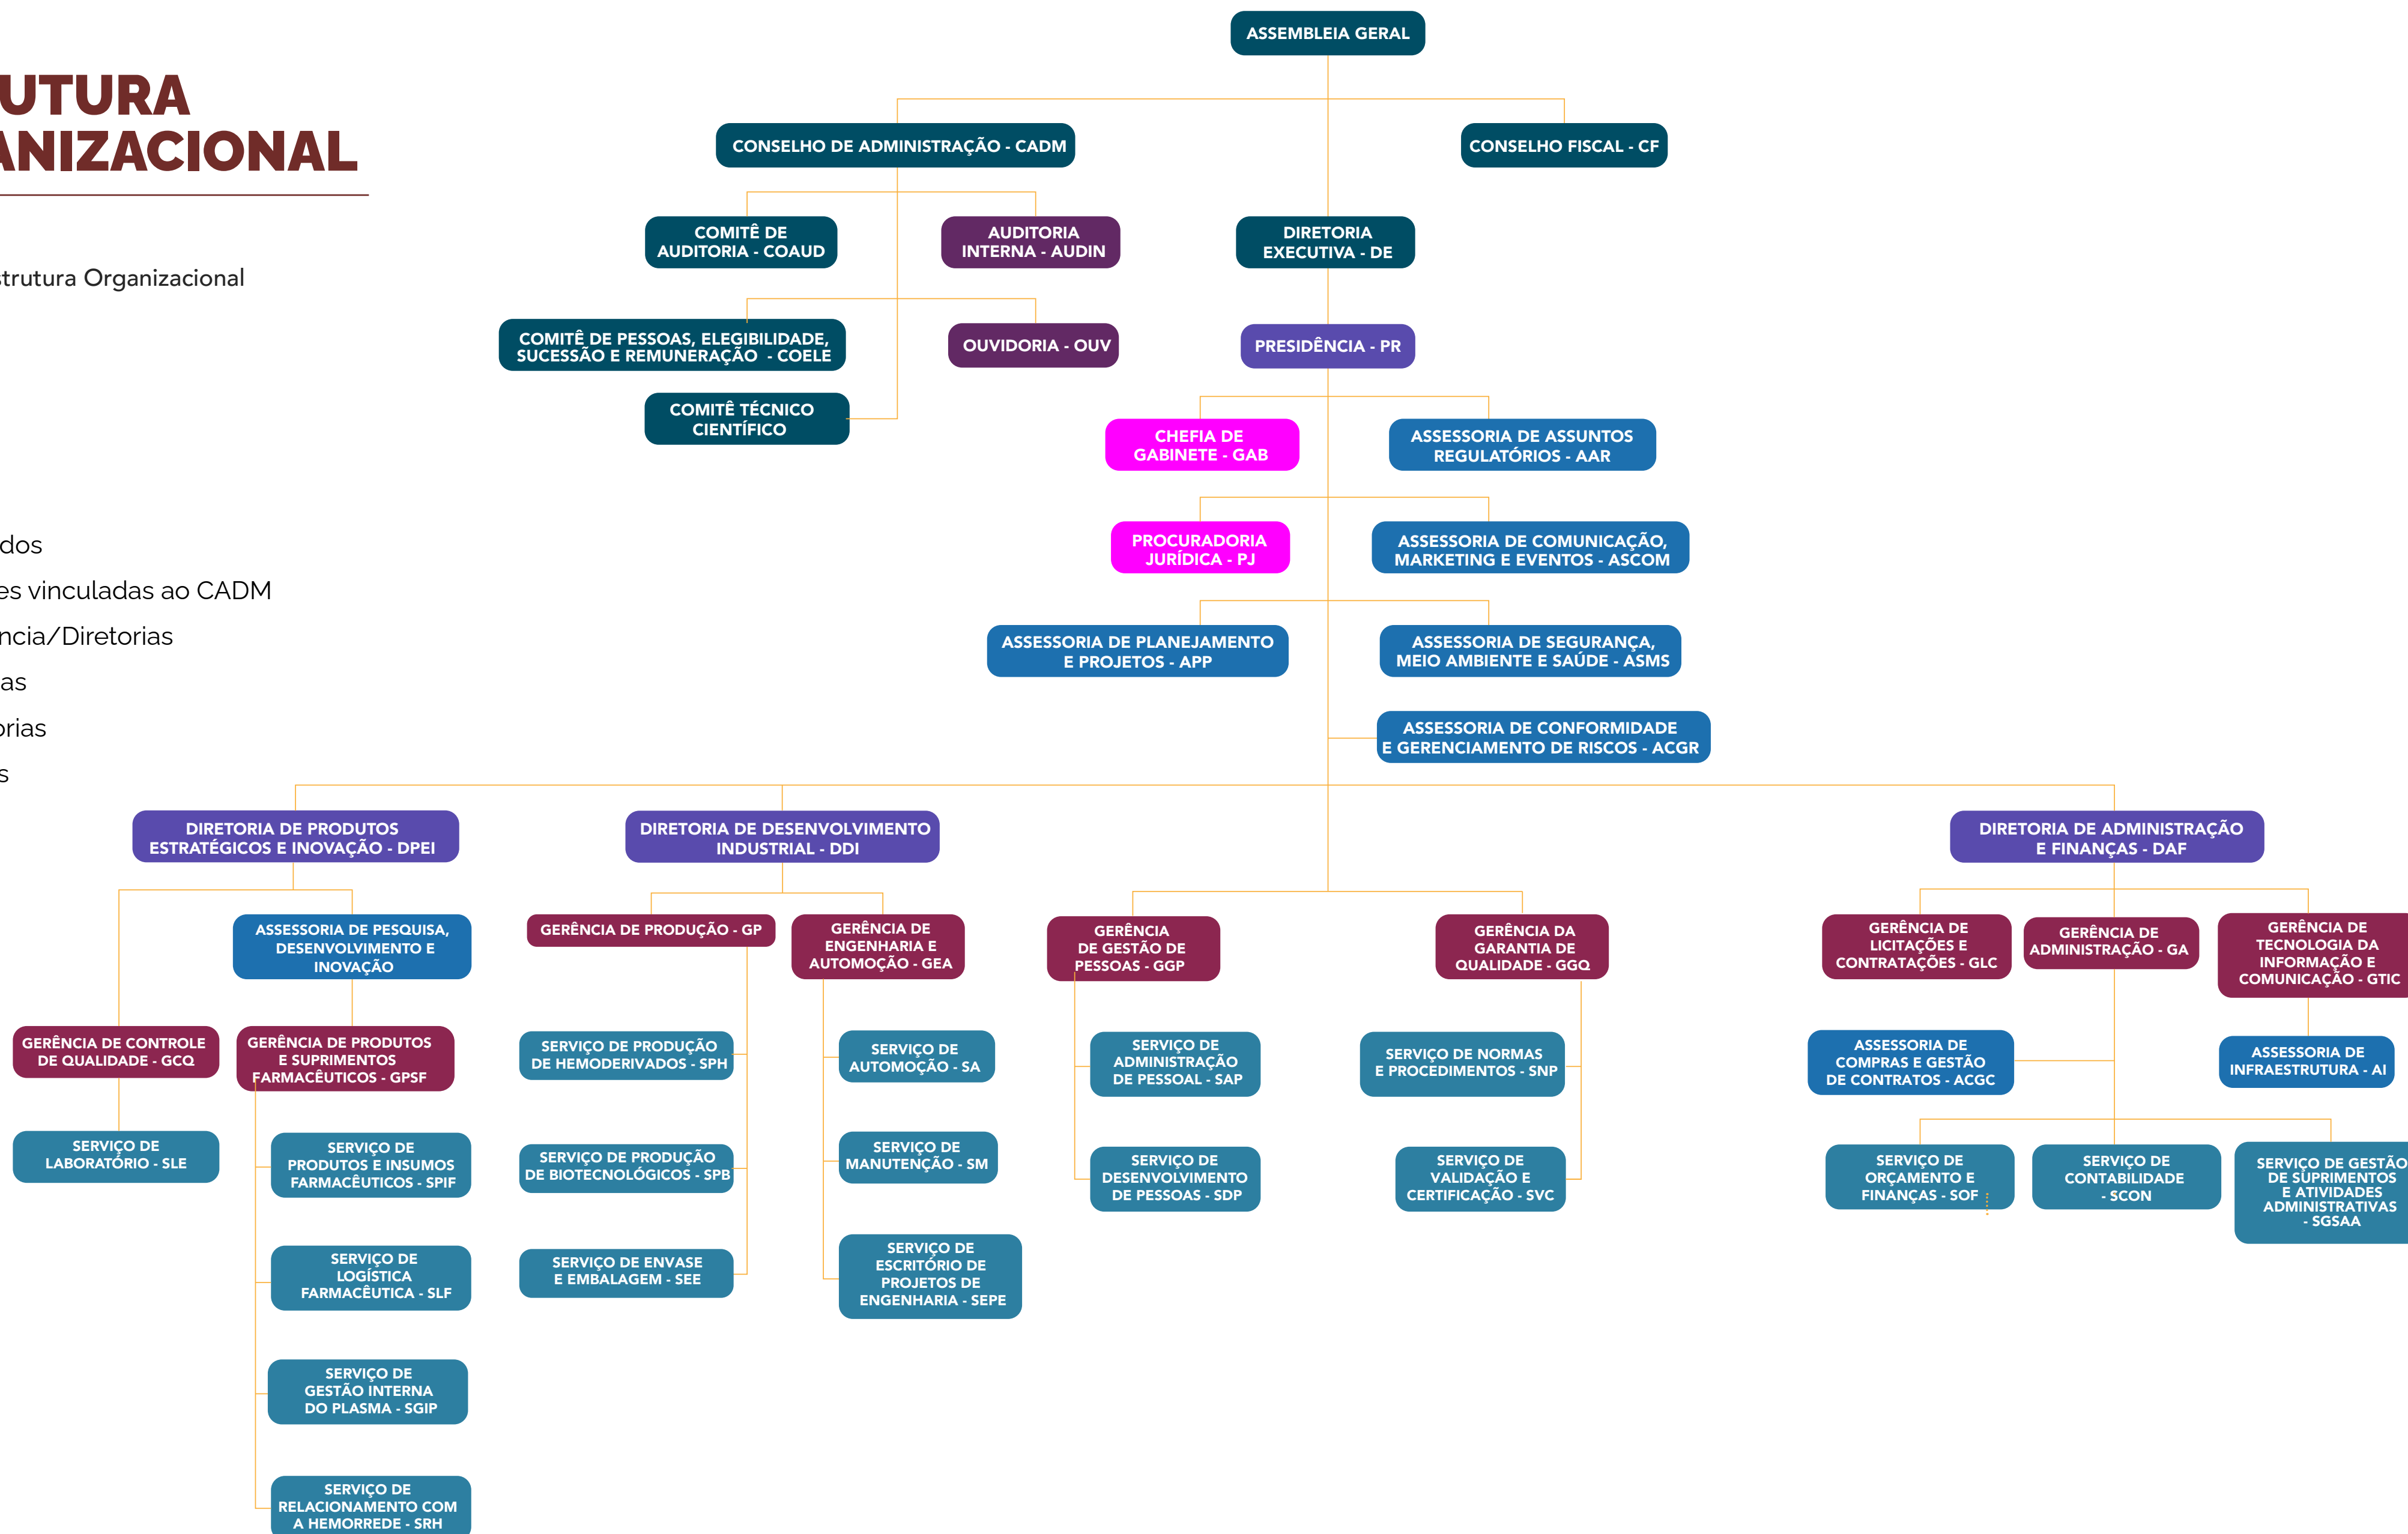 UTURA
ANIZACIONAL
strutura Organizacional
dos
es vinculadas ao CADM
ncia/Diretorias
as
orias
s
ASSEMBLEIA GERAL
CONSELHO DE ADMINISTRAÇÃO - CADM
CONSELHO FISCAL - CF
COMITÊ DE
AUDITORIA - COAUD
AUDITORIA
INTERNA - AUDIN
DIRETORIA
EXECUTIVA - DE
COMITÊ DE PESSOAS, ELEGIBILIDADE,
SUCESSÃO E REMUNERAÇÃO - COELE
OUVIDORIA - OUV
PRESIDÊNCIA - PR
COMITÊ TÉCNICO
CIENTÍFICO
CHEFIA DE
GABINETE - GAB
ASSESSORIA DE ASSUNTOS
REGULATÓRIOS - AAR
PROCURADORIA
JURÍDICA - PJ
ASSESSORIA DE COMUNICAÇÃO,
MARKETING E EVENTOS - ASCOM
ASSESSORIA DE PLANEJAMENTO
E PROJETOS - APP
ASSESSORIA DE SEGURANÇA,
MEIO AMBIENTE E SAÚDE - ASMS
ASSESSORIA DE CONFORMIDADE
E GERENCIAMENTO DE RISCOS - ACGR
DIRETORIA DE PRODUTOS
ESTRATÉGICOS E INOVAÇÃO - DPEI
DIRETORIA DE DESENVOLVIMENTO
INDUSTRIAL - DDI
DIRETORIA DE ADMINISTRAÇÃO
E FINANÇAS - DAF
ASSESSORIA DE PESQUISA,
DESENVOLVIMENTO E
INOVAÇÃO
GERÊNCIA DE PRODUÇÃO - GP
GERÊNCIA DE
ENGENHARIA E
AUTOMOÇÃO - GEA
GERÊNCIA
DE GESTÃO DE
PESSOAS - GGP
GERÊNCIA DA
GARANTIA DE
QUALIDADE - GGQ
GERÊNCIA DE
LICITAÇÕES E
CONTRATAÇÕES - GLC
GERÊNCIA DE
ADMINISTRAÇÃO - GA
GERÊNCIA DE
TECNOLOGIA DA
INFORMAÇÃO E
COMUNICAÇÃO - GTIC
GERÊNCIA DE CONTROLE
DE QUALIDADE - GCQ
GERÊNCIA DE PRODUTOS
E SUPRIMENTOS
FARMACÊUTICOS - GPSF
SERVIÇO DE PRODUÇÃO
DE HEMODERIVADOS - SPH
SERVIÇO DE
AUTOMOÇÃO - SA
SERVIÇO DE
ADMINISTRAÇÃO
DE PESSOAL - SAP
SERVIÇO DE NORMAS
E PROCEDIMENTOS - SNP
ASSESSORIA DE
COMPRAS E GESTÃO
DE CONTRATOS - ACGC
ASSESSORIA DE
INFRAESTRUTURA - AI
SERVIÇO DE
LABORATÓRIO - SLE
SERVIÇO DE
PRODUTOS E INSUMOS
FARMACÊUTICOS - SPIF
SERVIÇO DE PRODUÇÃO
DE BIOTECNOLÓGICOS - SPB
SERVIÇO DE
MANUTENÇÃO - SM
SERVIÇO DE
DESENVOLVIMENTO
DE PESSOAS - SDP
SERVIÇO DE
VALIDAÇÃO E
CERTIFICAÇÃO - SVC
SERVIÇO DE
ORÇAMENTO E
FINANÇAS - SOF
SERVIÇO DE
CONTABILIDADE
- SCON
SERVIÇO DE GESTÃO
DE SUPRIMENTOS
E ATIVIDADES
ADMINISTRATIVAS
- SGSAA
SERVIÇO DE
LOGÍSTICA
FARMACÊUTICA - SLF
SERVIÇO DE ENVASE
E EMBALAGEM - SEE
SERVIÇO DE
ESCRITÓRIO DE
PROJETOS DE
ENGENHARIA - SEPE
SERVIÇO DE
GESTÃO INTERNA
DO PLASMA - SGIP
SERVIÇO DE
RELACIONAMENTO COM
A HEMORREDE - SRH